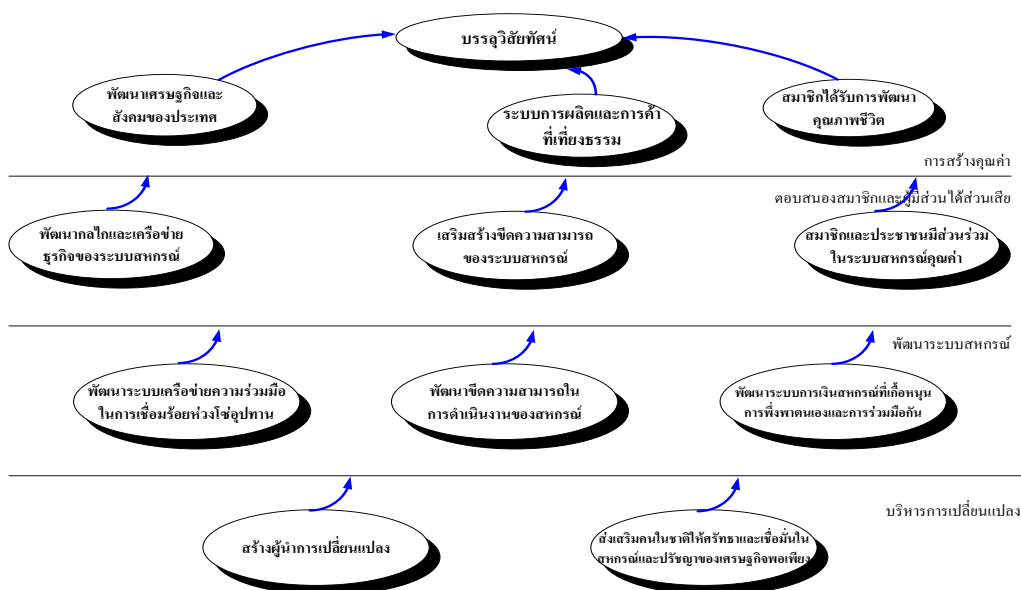 บรรลุวิสัยทัศน์
พัฒนาเศรษฐกิจและ
สังคมของประเทศ
ระบบการผลิตและการค้า
ที่เที่ยงธรรม
สมาชิกได้รับการพัฒนา
คุณภาพชีวิต
การสร้างคุณค่า
ตอบสนองสมาชิกและผู้มีส่วนได้ส่วนเสีย
พัฒนากลไกและเครือข่าย
ธุรกิจของระบบสหกรณ์
เสริมสร้างขีดความสามารถ
ของระบบสหกรณ์
สมาชิกและประชาชนมีส่วนร่วม
ในระบบสหกรณ์คุณค่า
พัฒนาระบบสหกรณ์
พัฒนาระบบเครือข่ายความร่วมมือ
ในการเชื่อมร้อยห่วงโซ่อุปทาน
พัฒนาขีดความสามารถใน
การดำเนินงานของสหกรณ์
พัฒนาระบบการเงินสหกรณ์ที่เกื้อหนุน
การพึ่งพาตนเองและการร่วมมือกัน
บริหารการเปลี่ยนแปลง
สร้างผู้นำการเปลี่ยนแปลง
ส่งเสริมคนในชาติให้ศรัทธาและเชื่อมั่นใน
สหกรณ์และปรัชญาของเศรษฐกิจพอเพียง